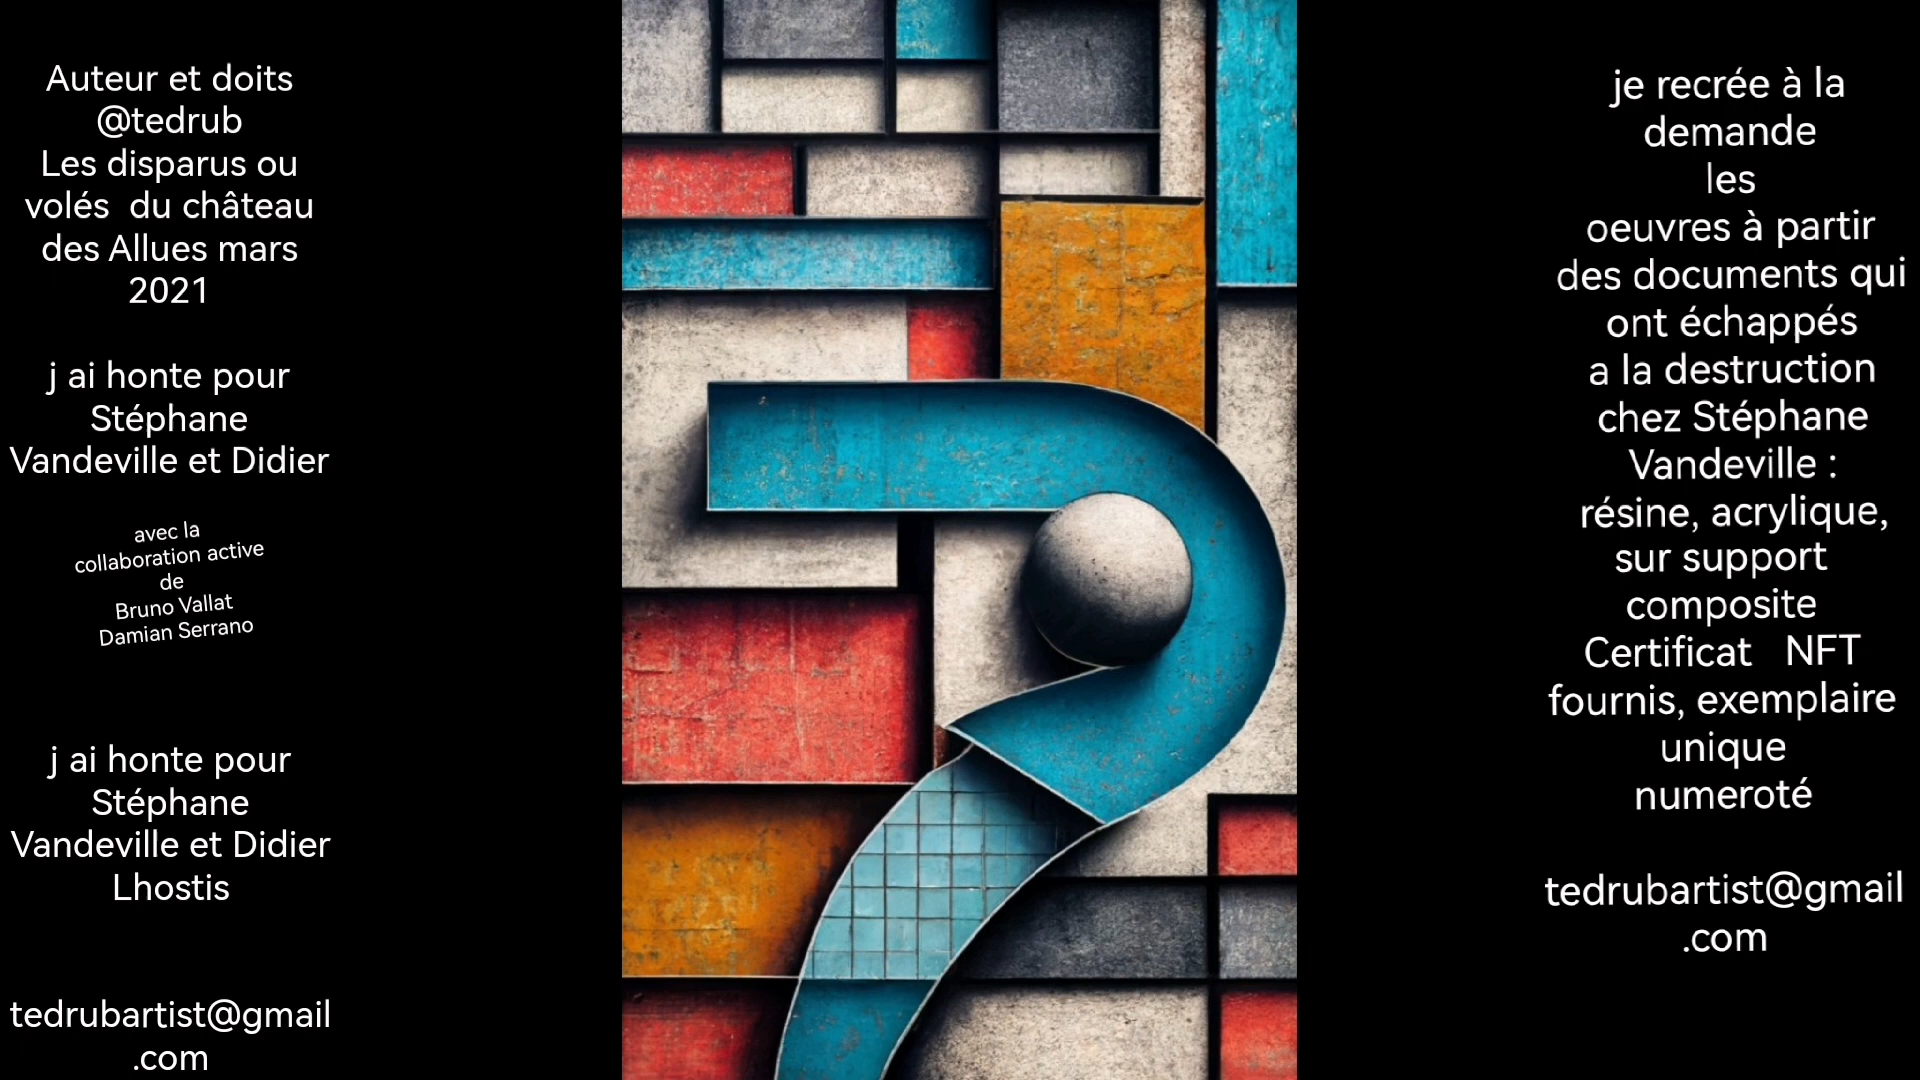 Auteur et doits
@tedrub
Les disparus ou
volés  du château
des Allues mars
2021
j ai honte pour
Stéphane
Vandeville et Didier
avec la
collaboration active
de
Bruno Vallat
Damian Serrano
j ai honte pour
Stéphane
Vandeville et Didier
Lhostis
tedrubartist@gmail
.com
je recrée à la
demande
les
oeuvres à partir
des documents qui
ont échappés
a la destruction
chez Stéphane
Vandeville :
résine, acrylique,
sur support
composite
Certificat   NFT
fournis, exemplaire
unique
numeroté
tedrubartist@gmail
.com